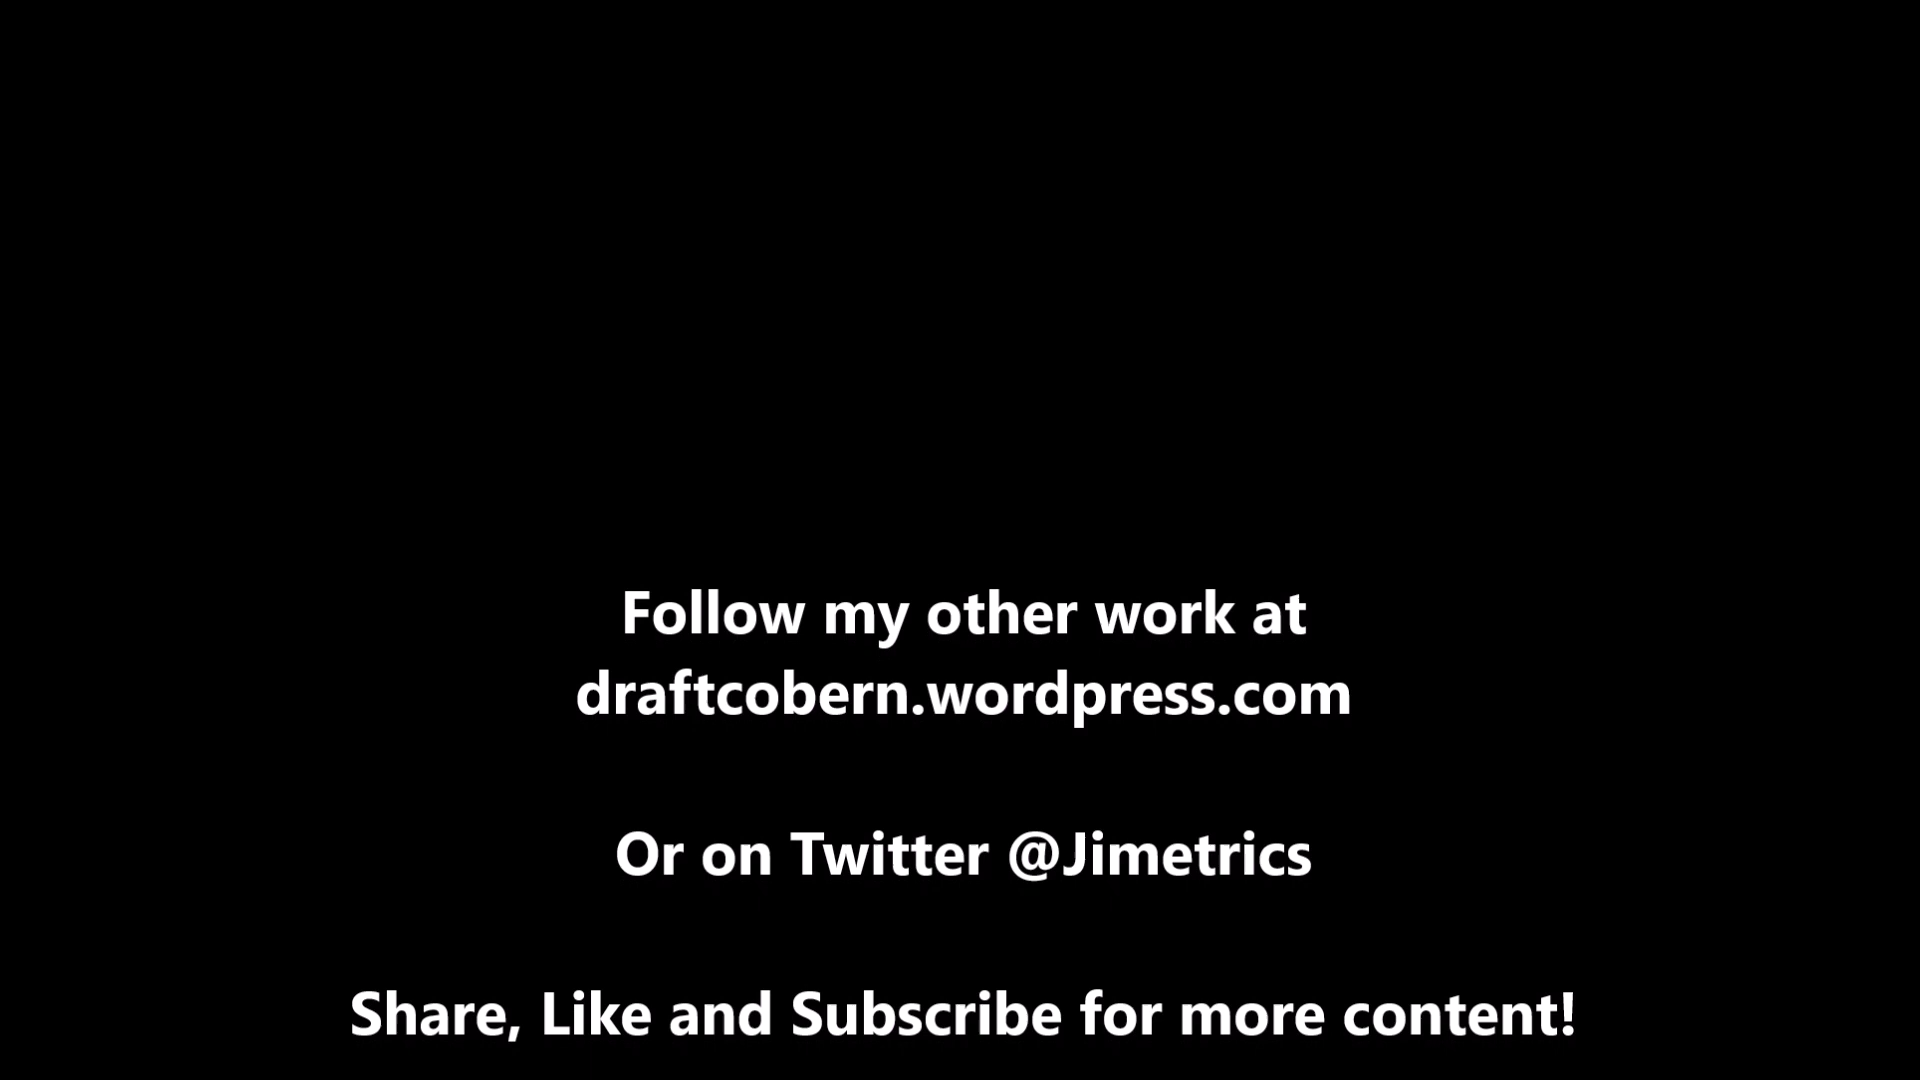 Follow my other work at
draftcobern.wordpress.com
Or on Twitter @Jimetrics
Share, Like and Subscribe for more content!